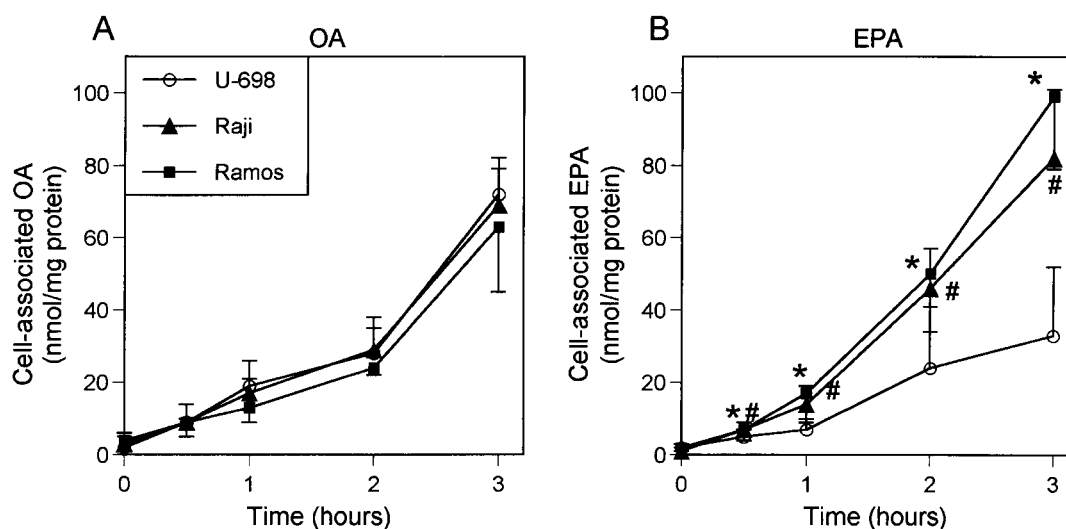 A
OA
U-698
Raji
Ramos
Cell-associated OA
(nmol/mg protein)
100
80
60
40
20
0
0 1 2 3
Time (hours)
B
EPA
Cell-associated EPA
(nmol/mg protein)
100
80
60
40
20
0
* # * # * # * #
0 1 2 3
Time (hours)